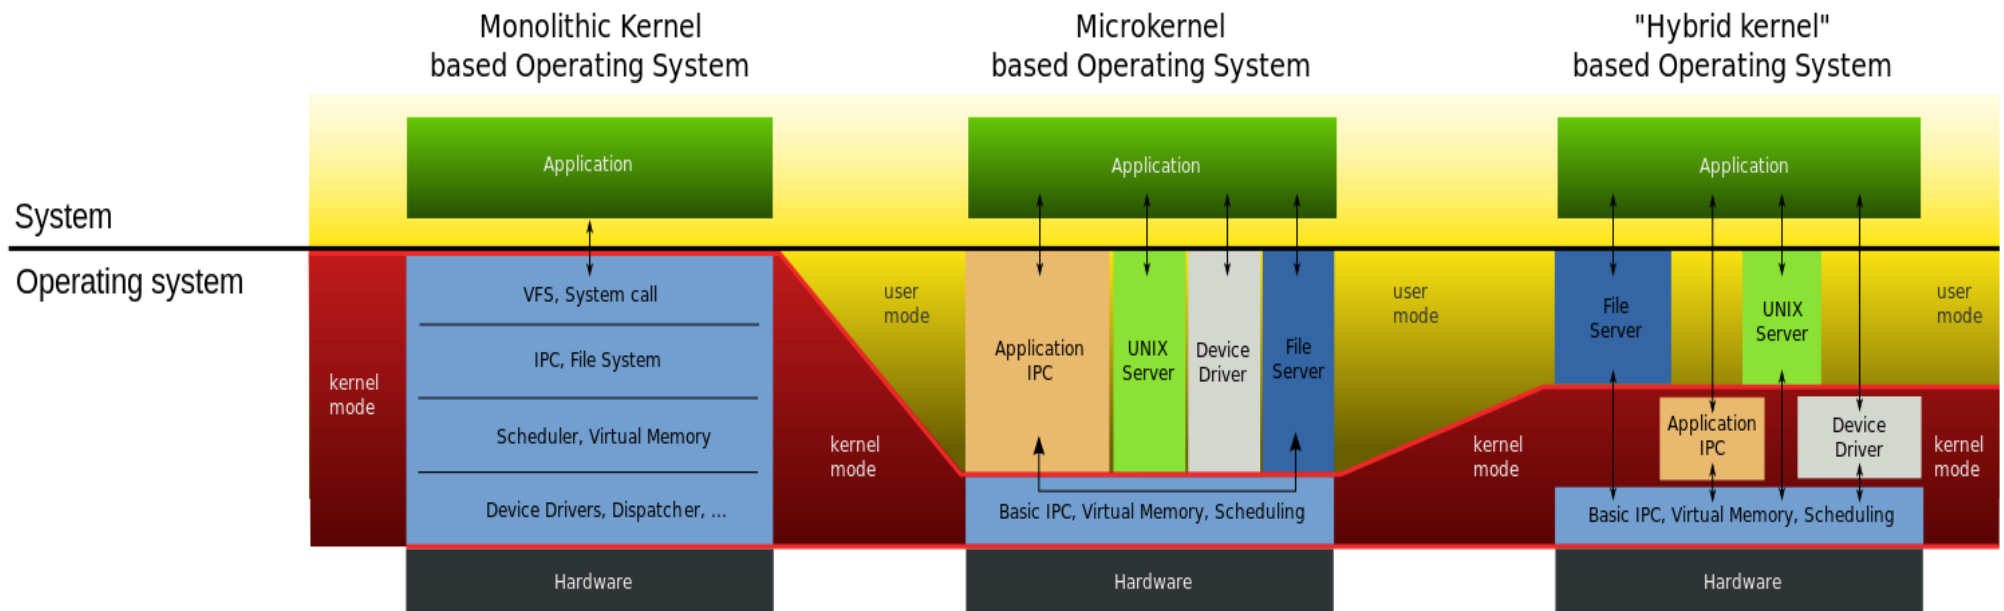 Monolithic Kernel
based Operating System
Microkernel
based Operating System
"Hybrid kernel"
based Operating System
System
Operating system
Application
VFS, System call
IPC, File System
Scheduler, Virtual Memory
Device Drivers, Dispatcher, ...
Hardware
kernel
mode
kernel
mode
user
mode
Application
Application
IPC
UNIX
Server
Device
Driver
File
Server
Basic IPC, Virtual Memory, Scheduling
Hardware
user
mode
kernel
mode
Application
File
Server
UNIX
Server
Application
IPC
Device
Driver
Basic IPC, Virtual Memory, Scheduling
Hardware
user
mode
kernel
mode